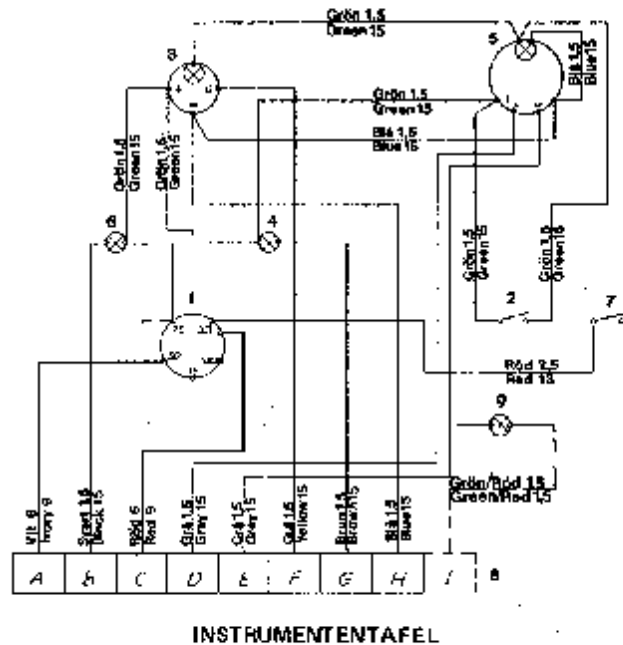 Grön 1,5
Green 15
3
5
Blå 1,5
Blue 15
Grön 1,5
Green 15
Blå 1,5
Blue 15
Grön 1,5
Green 15
Grön 1,5
Green 15
6
4
Grön 1,5
Green 15
Grön 1,5
Green 15
1
2
7
30
50
Röd 2,5
9
Grön/Röd 1,5
Green/Red 1,5
Vit 6
Ivory 9
Svart 1,5
Black 15
Röd 6
Red 9
Grå 1,5
Gray 15
Grå 1,5
Gray 15
Gul 1,5
Yellow 15
Brun 1,5
Brown 15
Blå 1,5
Blue 15
A B C D E F G H I 8
INSTRUMENTENTAFEL